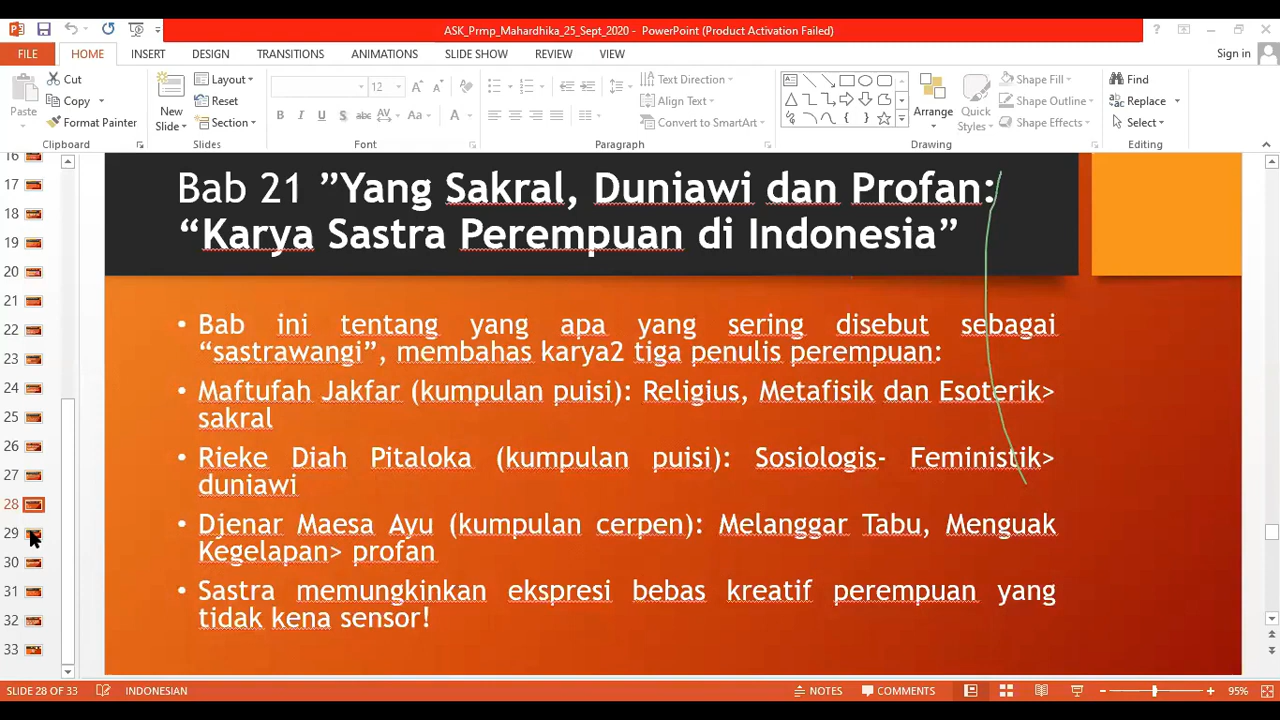 ASK_Prmp_Mahardhika_25_Sept_2020 - PowerPoint (Product Activation Failed)
FILE HOME INSERT DESIGN TRANSITIONS ANIMATIONS SLIDE SHOW REVIEW VIEW Sign in
Paste
Cut
Copy
Format Painter
Clipboard
New
Slide
Layout
Reset
Section
Slides
12
Font
Text Direction
Align Text
Convert to SmartArt
Paragraph
Arrange
Quick
Styles
Shape Fill
Shape Outline
Shape Effects
Drawing
Find
Replace
Select
Editing
16
17
18
19
20
21
22
23
24
25
26
27
28
29
30
31
32
33
Bab 21 ”Yang Sakral, Duniawi dan Profan:
“Karya Sastra Perempuan di Indonesia”
• Bab ini tentang yang apa yang sering disebut sebagai
“sastrawangi”, membahas karya2 tiga penulis perempuan:
• Maftufah Jakfar (kumpulan puisi): Religius, Metafisik dan Esoterik>
sakral
• Rieke Diah Pitaloka (kumpulan puisi): Sosiologis- Feministik>
duniawi
• Djenar Maesa Ayu (kumpulan cerpen): Melanggar Tabu, Menguak
Kegelapan> profan
• Sastra memungkinkan ekspresi bebas kreatif perempuan yang
tidak kena sensor!
SLIDE 28 OF 33 INDONESIAN NOTES COMMENTS 95%